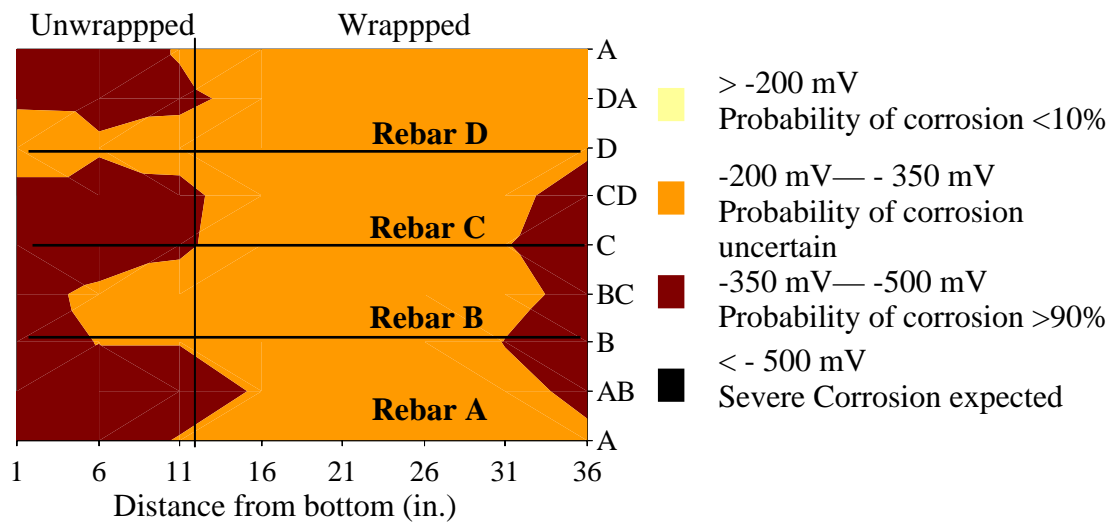 Unwrappped Wrappped
A
DA
Rebar D
D
CD
Rebar C
C
BC
Rebar B
B
AB
Rebar A
A
1 6 11 16 21 26 31 36
Distance from bottom (in.)
> -200 mV
Probability of corrosion <10%
-200 mV— - 350 mV
Probability of corrosion
uncertain
-350 mV— -500 mV
Probability of corrosion >90%
< - 500 mV
Severe Corrosion expected